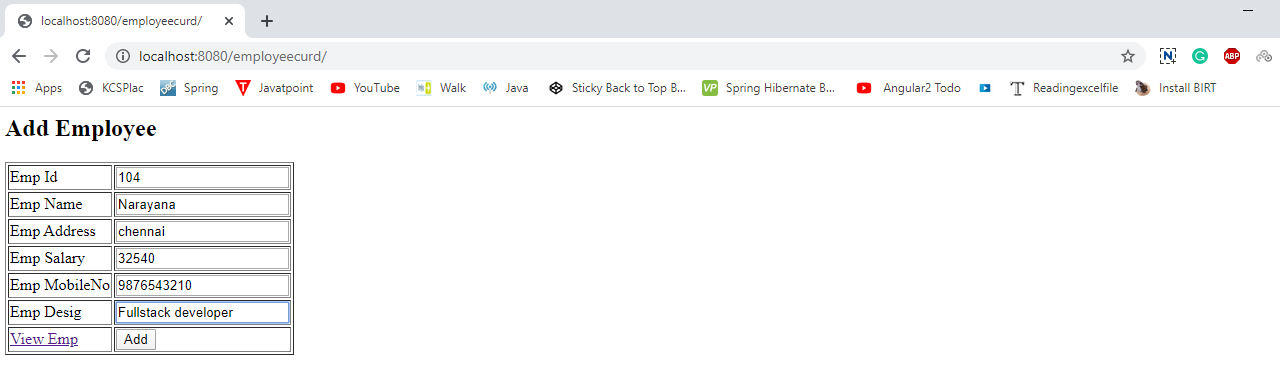 localhost:8080/employeecurd/
localhost:8080/employeecurd/
Apps KCSPlac Spring Javatpoint YouTube Walk Java Sticky Back to Top B... Spring Hibernate B... Angular2 Todo Readingexcelfile Install BIRT
Add Employee
Emp Id 104
Emp Name Narayana
Emp Address chennai
Emp Salary 32540
Emp MobileNo 9876543210
Emp Desig Fullstack developer
View Emp Add